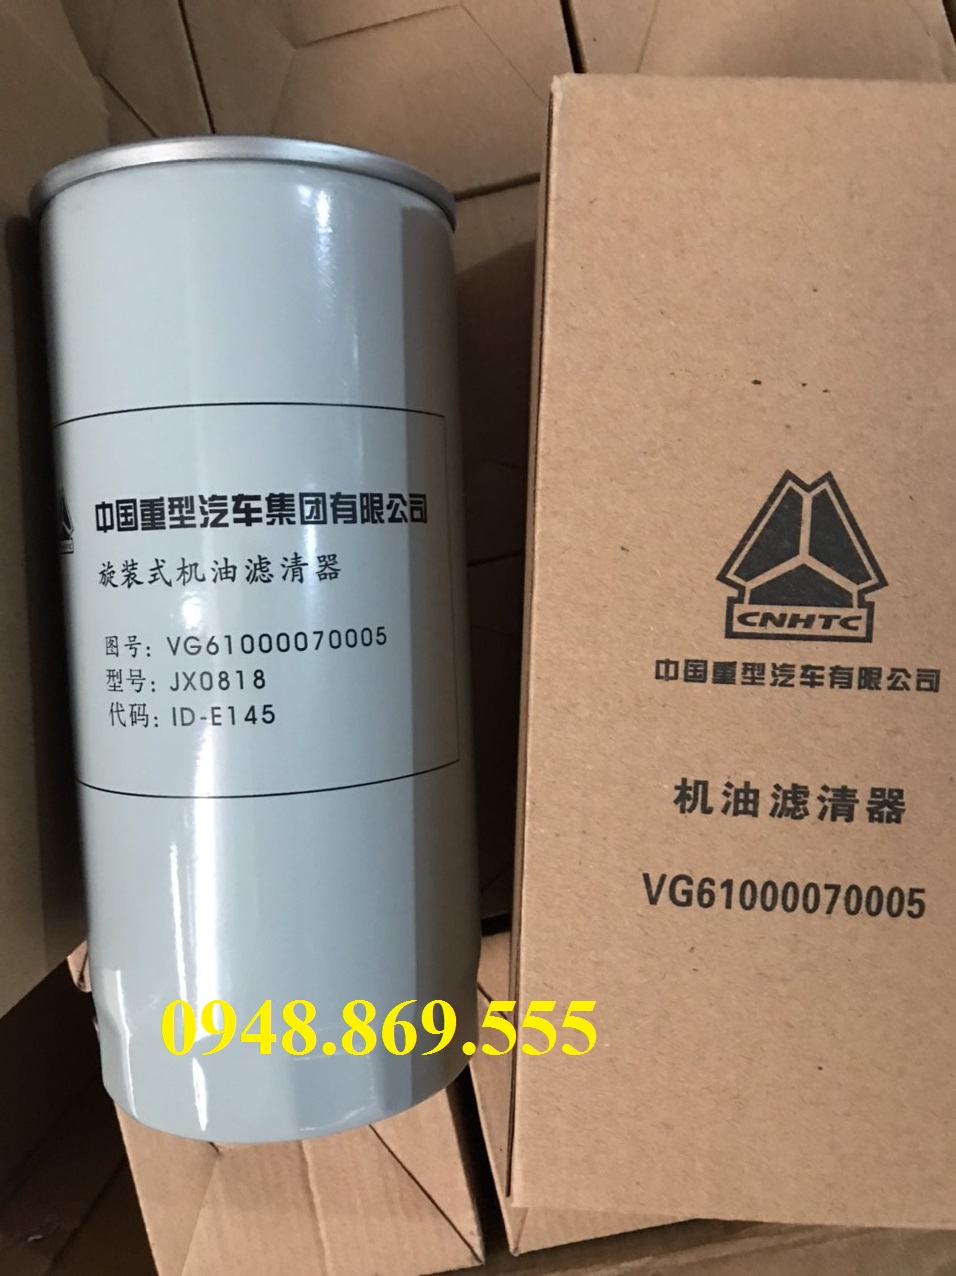 中国重型汽车集团有限公司
旋装式机油滤清器
图号: VG61000070005
型号: JX0818
代码: ID-E145
CNHTC
中国重型汽车有限公司
机油滤清器
VG61000070005
0948.869.555